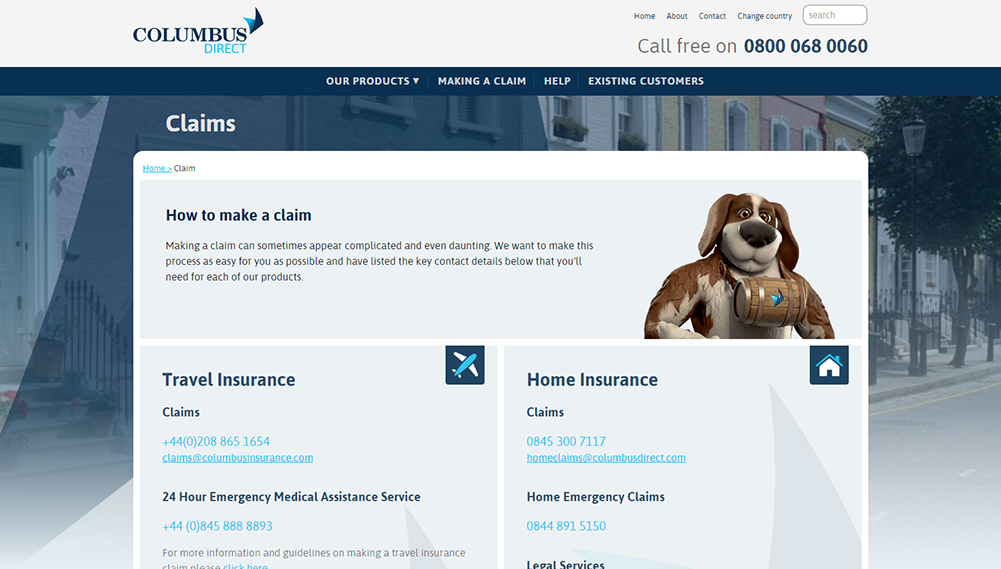 COLUMBUS
DIRECT
Home About Contact Change country search
Call free on 0800 068 0060
OUR PRODUCTS ▼ MAKING A CLAIM HELP EXISTING CUSTOMERS
Claims
Home > Claim
How to make a claim
Making a claim can sometimes appear complicated and even daunting. We want to make this
process as easy for you as possible and have listed the key contact details below that you'll
need for each of our products.
Travel Insurance
Claims
+44(0)208 865 1654
claims@columbusinsurance.com
24 Hour Emergency Medical Assistance Service
+44 (0)845 888 8893
For more information and guidelines on making a travel insurance
claim please click here
Home Insurance
Claims
0845 300 7117
homeclaims@columbusdirect.com
Home Emergency Claims
0844 891 5150
Legal Services